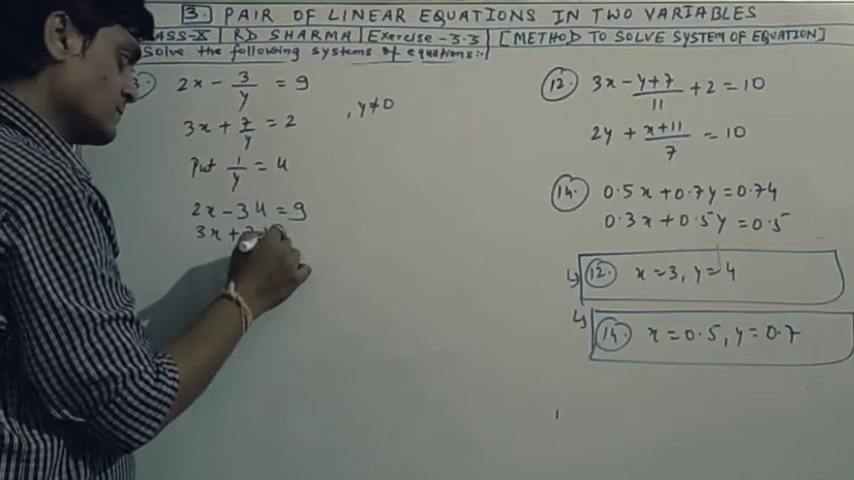 3. PAIR OF LINEAR EQUATIONS IN TWO VARIABLES
ASS-X | RD SHARMA | Exercise-3.3 [METHOD TO SOLVE SYSTEM OF EQUATION]
Solve the following systems of equations:-
2x - 3/y = 9
, y≠0
3x + 7/y = 2
Put 1/y = u
2x - 3u = 9
3x +
12. 3x - y+7/11 + 2 = 10
2y + x+11/7 = 10
14. 0.5x + 0.7y = 0.74
0.3x + 0.5y = 0.5
12. x = 3, y = 4
14. x = 0.5, y = 0.7